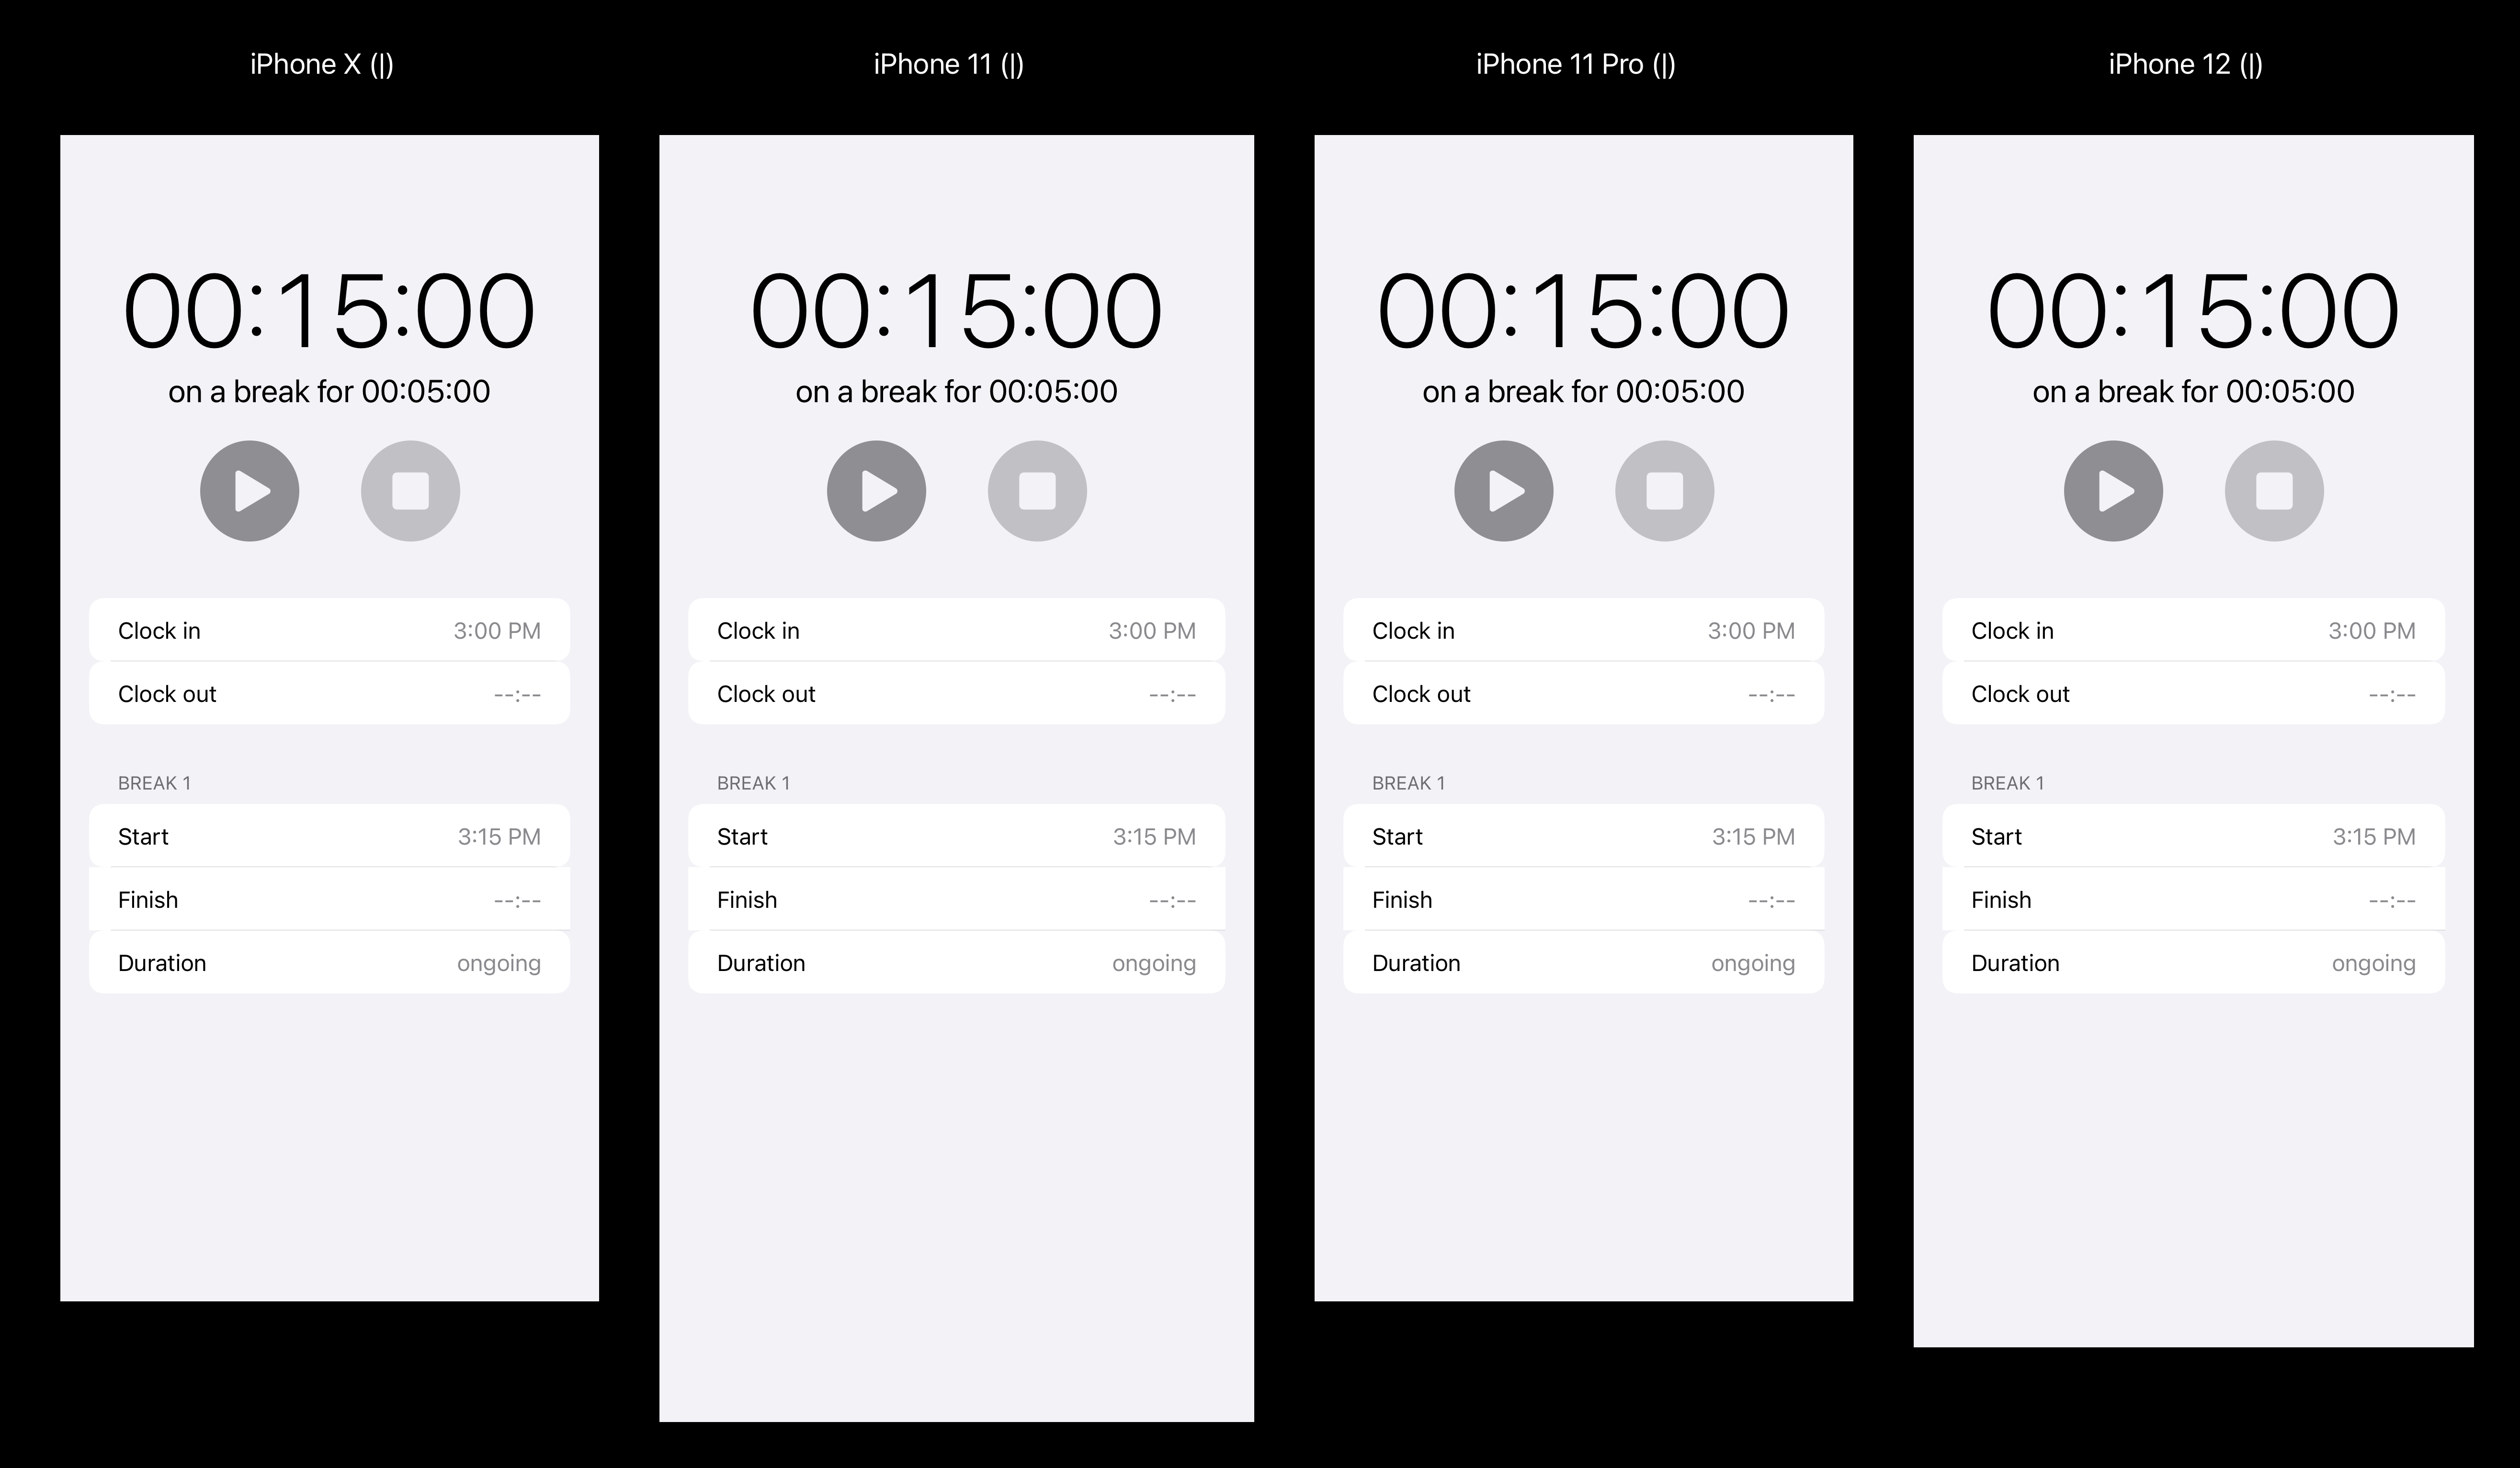 iPhone X (|)
00:15:00
on a break for 00:05:00
Clock in 3:00 PM
Clock out --:--
BREAK 1
Start 3:15 PM
Finish --:--
Duration ongoing
iPhone 11 (|)
00:15:00
on a break for 00:05:00
Clock in 3:00 PM
Clock out --:--
BREAK 1
Start 3:15 PM
Finish --:--
Duration ongoing
iPhone 11 Pro (|)
00:15:00
on a break for 00:05:00
Clock in 3:00 PM
Clock out --:--
BREAK 1
Start 3:15 PM
Finish --:--
Duration ongoing
iPhone 12 (|)
00:15:00
on a break for 00:05:00
Clock in 3:00 PM
Clock out --:--
BREAK 1
Start 3:15 PM
Finish --:--
Duration ongoing